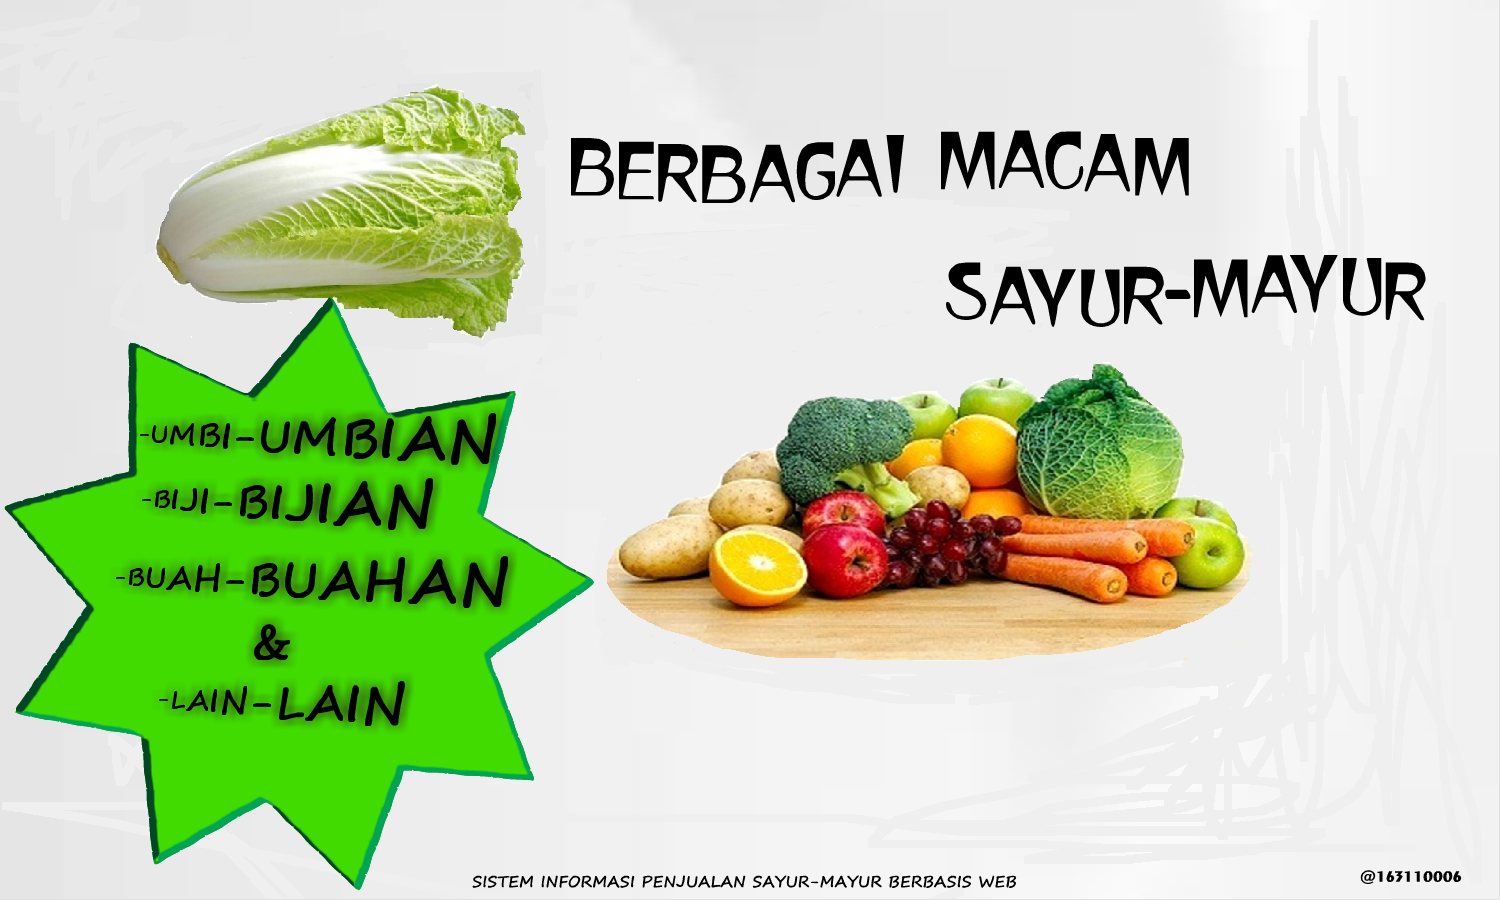 BERBAGAI MACAM
SAYUR-MAYUR
-UMBI-UMBIAN
-BIJI-BIJIAN
-BUAH-BUAHAN
&
-LAIN-LAIN
SISTEM INFORMASI PENJUALAN SAYUR-MAYUR BERBASIS WEB
@163110006